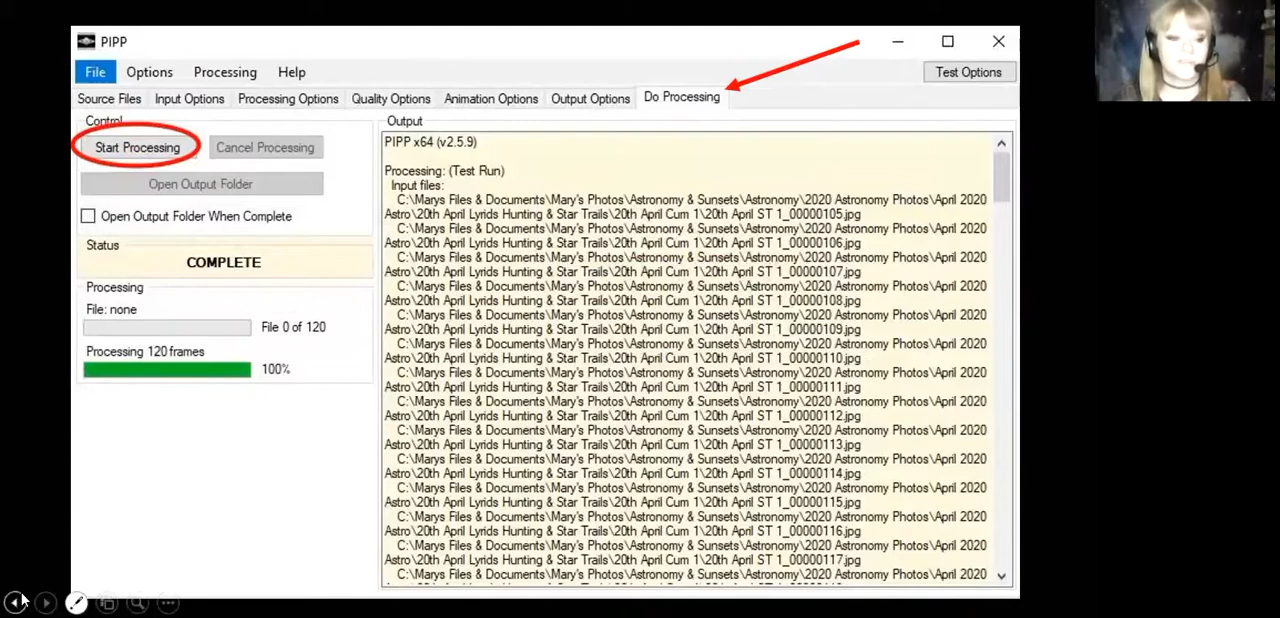 PIPP
File Options Processing Help
Test Options
Source Files Input Options Processing Options Quality Options Animation Options Output Options Do Processing
Control
Start Processing Cancel Processing
Open Output Folder
Open Output Folder When Complete
Status
COMPLETE
Processing
File: none
File 0 of 120
Processing 120 frames
100%
Output
PIPP x64 (v2.5.9)
Processing: (Test Run)
Input files:
C:\Marys Files & Documents\Mary's Photos\Astronomy & Sunsets\Astronomy\2020 Astronomy Photos\April 2020
Astro\20th April Lyrids Hunting & Star Trails\20th April Cum 1\20th April ST 1_00000105.jpg
C:\Marys Files & Documents\Mary's Photos\Astronomy & Sunsets\Astronomy\2020 Astronomy Photos\April 2020
Astro\20th April Lyrids Hunting & Star Trails\20th April Cum 1\20th April ST 1_00000106.jpg
C:\Marys Files & Documents\Mary's Photos\Astronomy & Sunsets\Astronomy\2020 Astronomy Photos\April 2020
Astro\20th April Lyrids Hunting & Star Trails\20th April Cum 1\20th April ST 1_00000107.jpg
C:\Marys Files & Documents\Mary's Photos\Astronomy & Sunsets\Astronomy\2020 Astronomy Photos\April 2020
Astro\20th April Lyrids Hunting & Star Trails\20th April Cum 1\20th April ST 1_00000108.jpg
C:\Marys Files & Documents\Mary's Photos\Astronomy & Sunsets\Astronomy\2020 Astronomy Photos\April 2020
Astro\20th April Lyrids Hunting & Star Trails\20th April Cum 1\20th April ST 1_00000109.jpg
C:\Marys Files & Documents\Mary's Photos\Astronomy & Sunsets\Astronomy\2020 Astronomy Photos\April 2020
Astro\20th April Lyrids Hunting & Star Trails\20th April Cum 1\20th April ST 1_00000110.jpg
C:\Marys Files & Documents\Mary's Photos\Astronomy & Sunsets\Astronomy\2020 Astronomy Photos\April 2020
Astro\20th April Lyrids Hunting & Star Trails\20th April Cum 1\20th April ST 1_00000111.jpg
C:\Marys Files & Documents\Mary's Photos\Astronomy & Sunsets\Astronomy\2020 Astronomy Photos\April 2020
Astro\20th April Lyrids Hunting & Star Trails\20th April Cum 1\20th April ST 1_00000112.jpg
C:\Marys Files & Documents\Mary's Photos\Astronomy & Sunsets\Astronomy\2020 Astronomy Photos\April 2020
Astro\20th April Lyrids Hunting & Star Trails\20th April Cum 1\20th April ST 1_00000113.jpg
C:\Marys Files & Documents\Mary's Photos\Astronomy & Sunsets\Astronomy\2020 Astronomy Photos\April 2020
Astro\20th April Lyrids Hunting & Star Trails\20th April Cum 1\20th April ST 1_00000114.jpg
C:\Marys Files & Documents\Mary's Photos\Astronomy & Sunsets\Astronomy\2020 Astronomy Photos\April 2020
Astro\20th April Lyrids Hunting & Star Trails\20th April Cum 1\20th April ST 1_00000115.jpg
C:\Marys Files & Documents\Mary's Photos\Astronomy & Sunsets\Astronomy\2020 Astronomy Photos\April 2020
Astro\20th April Lyrids Hunting & Star Trails\20th April Cum 1\20th April ST 1_00000116.jpg
C:\Marys Files & Documents\Mary's Photos\Astronomy & Sunsets\Astronomy\2020 Astronomy Photos\April 2020
Astro\20th April Lyrids Hunting & Star Trails\20th April Cum 1\20th April ST 1_00000117.jpg
C:\Marys Files & Documents\Mary's Photos\Astronomy & Sunsets\Astronomy\2020 Astronomy Photos\April 2020